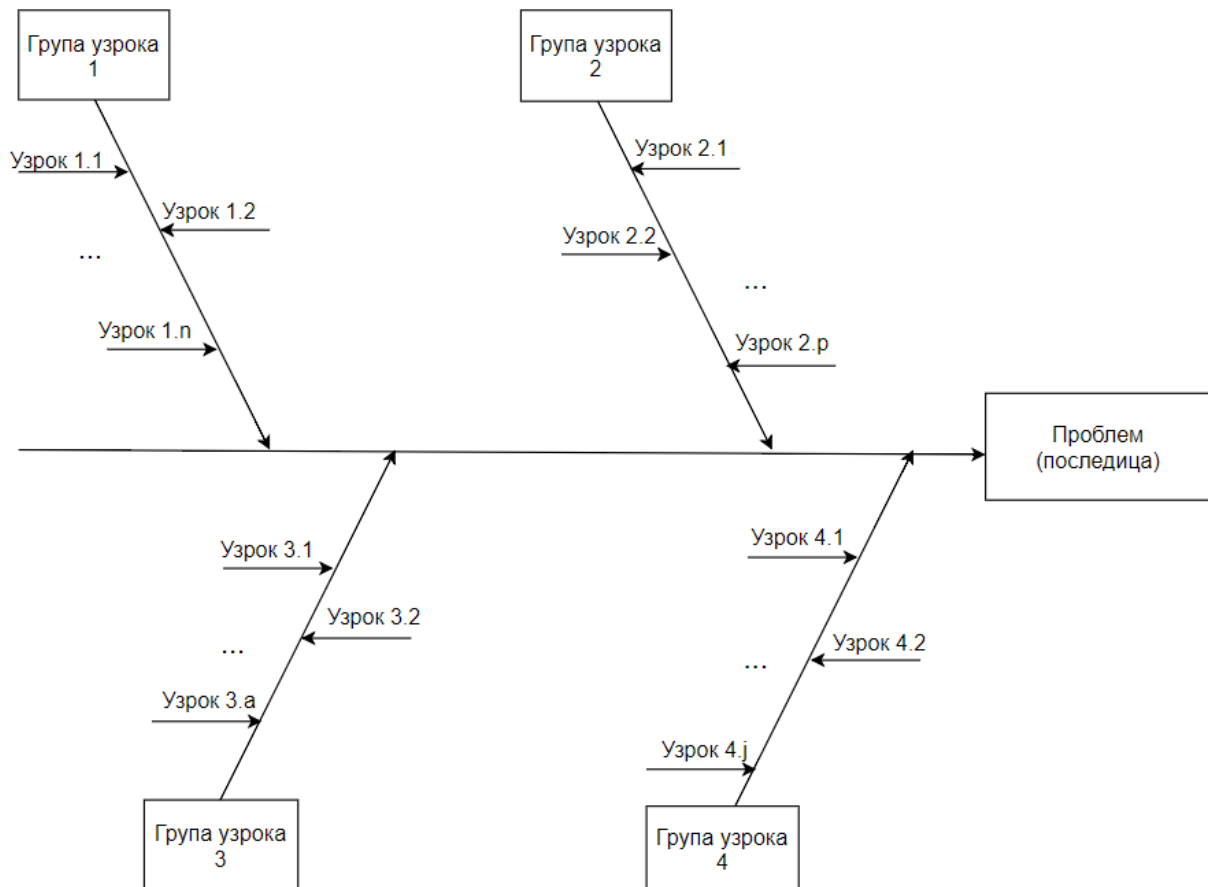 Група узрока
1
Група узрока
2
Узрок 1.1
Узрок 1.2
...
Узрок 1.n
Узрок 2.1
Узрок 2.2
...
Узрок 2.p
Проблем
(последица)
Узрок 3.1
Узрок 3.2
...
Узрок 3.a
Група узрока
3
Узрок 4.1
Узрок 4.2
...
Узрок 4.j
Група узрока
4